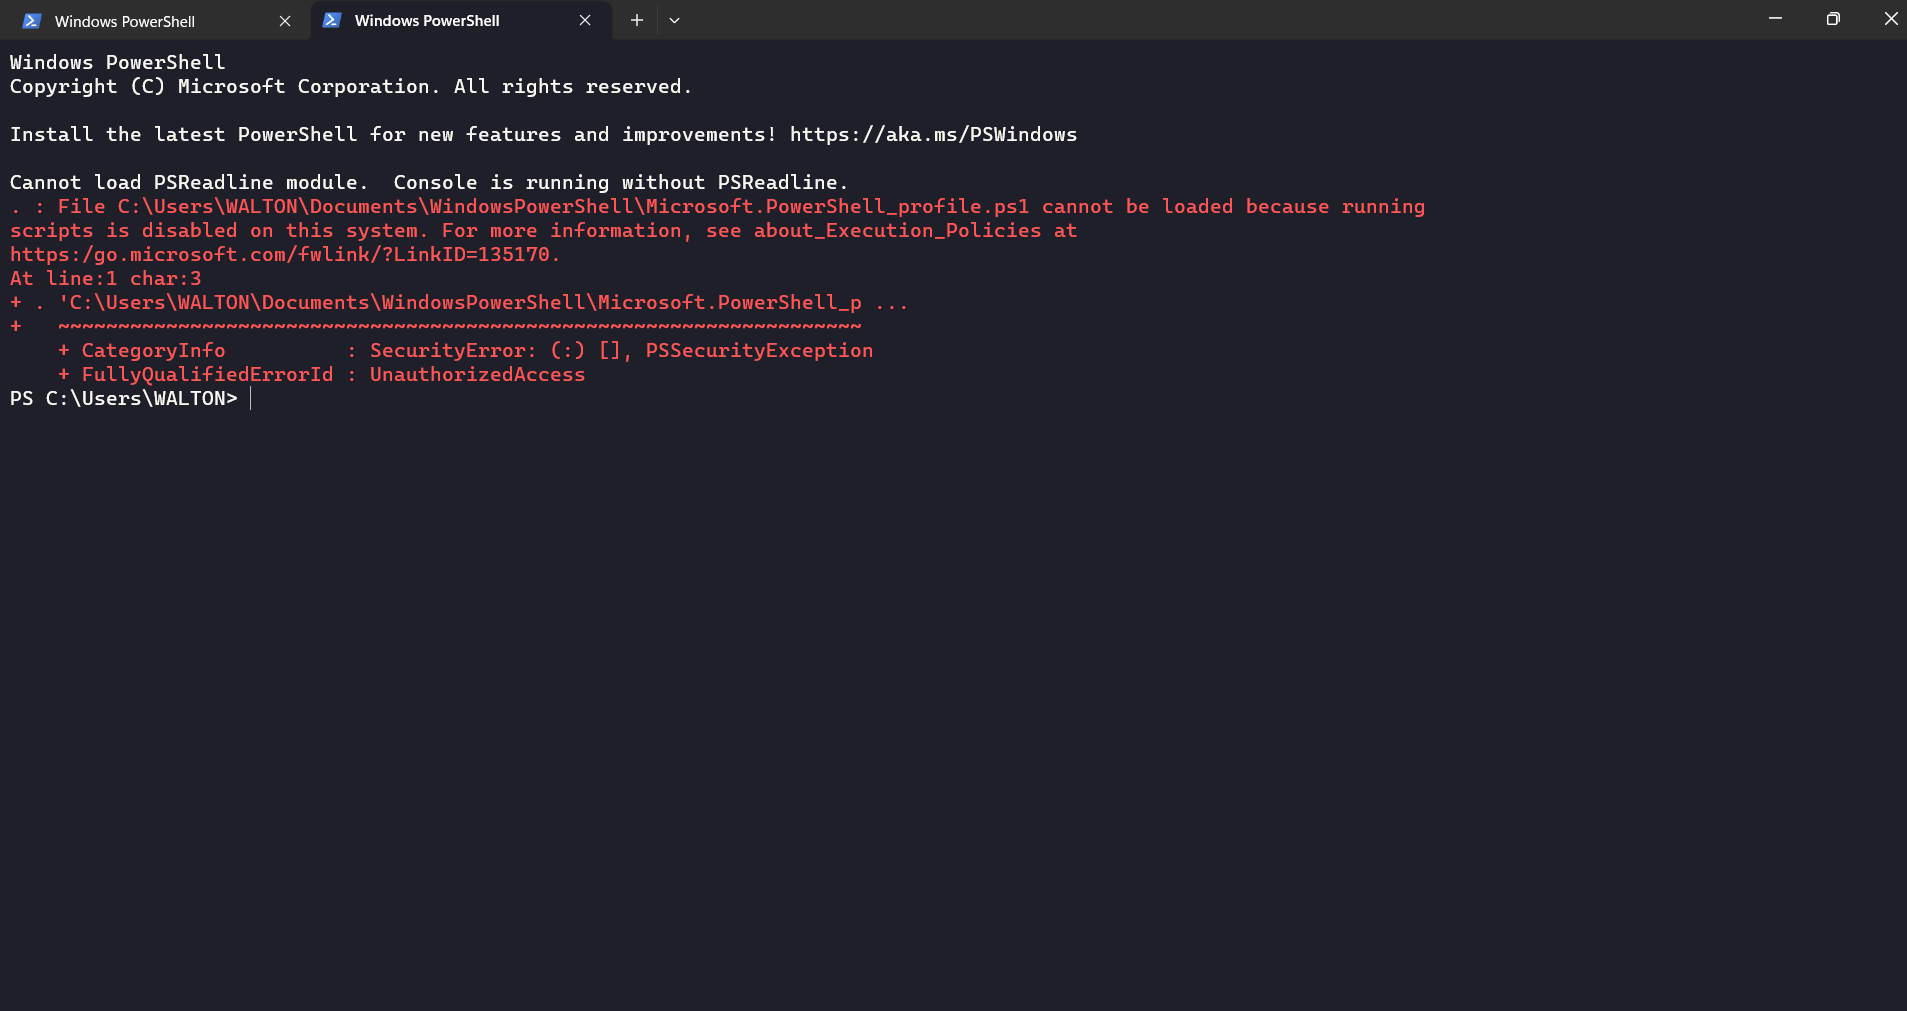 Windows PowerShell
Windows PowerShell
Windows PowerShell
Copyright (C) Microsoft Corporation. All rights reserved.
Install the latest PowerShell for new features and improvements! https://aka.ms/PSWindows
Cannot load PSReadline module.  Console is running without PSReadline.
. : File C:\Users\WALTON\Documents\WindowsPowerShell\Microsoft.PowerShell_profile.ps1 cannot be loaded because running
scripts is disabled on this system. For more information, see about_Execution_Policies at
https:/go.microsoft.com/fwlink/?LinkID=135170.
At line:1 char:3
+ . 'C:\Users\WALTON\Documents\WindowsPowerShell\Microsoft.PowerShell_p ...
+   ~~~~~~~~~~~~~~~~~~~~~~~~~~~~~~~~~~~~~~~~~~~~~~~~~~~~~~~~~~~~~~~~~~~
    + CategoryInfo          : SecurityError: (:) [], PSSecurityException
    + FullyQualifiedErrorId : UnauthorizedAccess
PS C:\Users\WALTON>